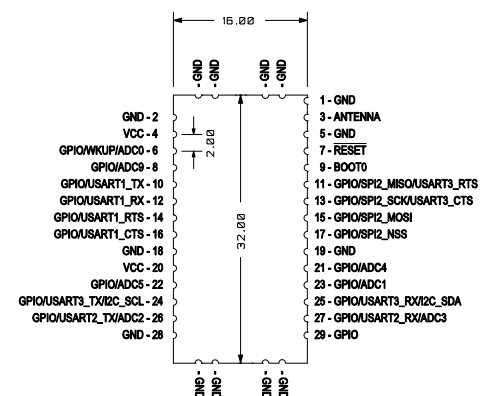 16.00
- GND
- GND
- GND
- GND
1 - GND
GND - 2
3 - ANTENNA
VCC - 4
5 - GND
GPIO/WKUP/ADC0 - 6
2.00
7 - RESET
GPIO/ADC9 - 8
9 - BOOT0
GPIO/USART1_TX - 10
11 - GPIO/SPI2_MISO/USART3_RTS
GPIO/USART1_RX - 12
13 - GPIO/SPI2_SCK/USART3_CTS
GPIO/USART1_RTS - 14
15 - GPIO/SPI2_MOSI
GPIO/USART1_CTS - 16
17 - GPIO/SPI2_NSS
32.00
GND - 18
19 - GND
VCC - 20
21 - GPIO/ADC4
GPIO/ADC5 - 22
23 - GPIO/ADC1
GPIO/USART3_TX/I2C_SCL - 24
25 - GPIO/USART3_RX/I2C_SDA
GPIO/USART2_TX/ADC2 - 26
27 - GPIO/USART2_RX/ADC3
GND - 28
29 - GPIO
GND -
GND -
GND -
GND -